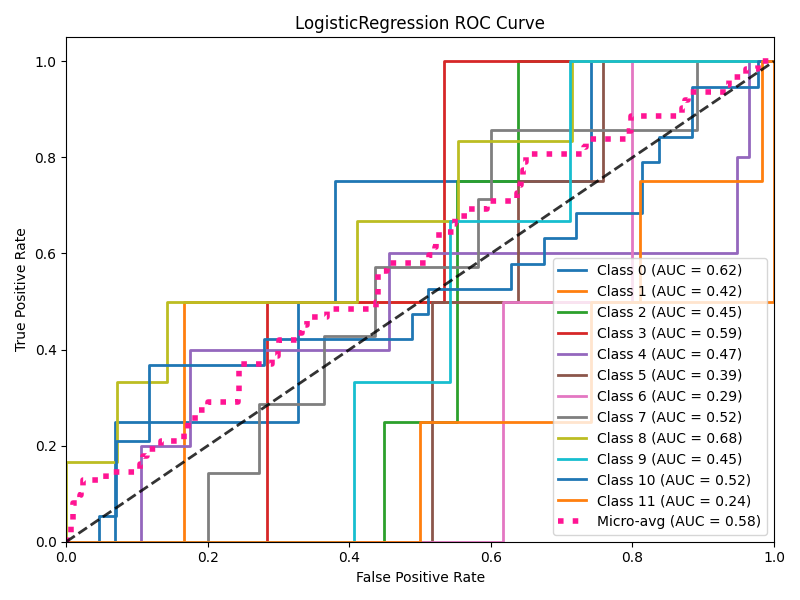 LogisticRegression ROC Curve
True Positive Rate
1.0
0.8
0.6
0.4
0.2
0.0
Class 0 (AUC = 0.62)
Class 1 (AUC = 0.42)
Class 2 (AUC = 0.45)
Class 3 (AUC = 0.59)
Class 4 (AUC = 0.47)
Class 5 (AUC = 0.39)
Class 6 (AUC = 0.29)
Class 7 (AUC = 0.52)
Class 8 (AUC = 0.68)
Class 9 (AUC = 0.45)
Class 10 (AUC = 0.52)
Class 11 (AUC = 0.24)
Micro-avg (AUC = 0.58)
0.0 0.2 0.4 0.6 0.8 1.0
False Positive Rate